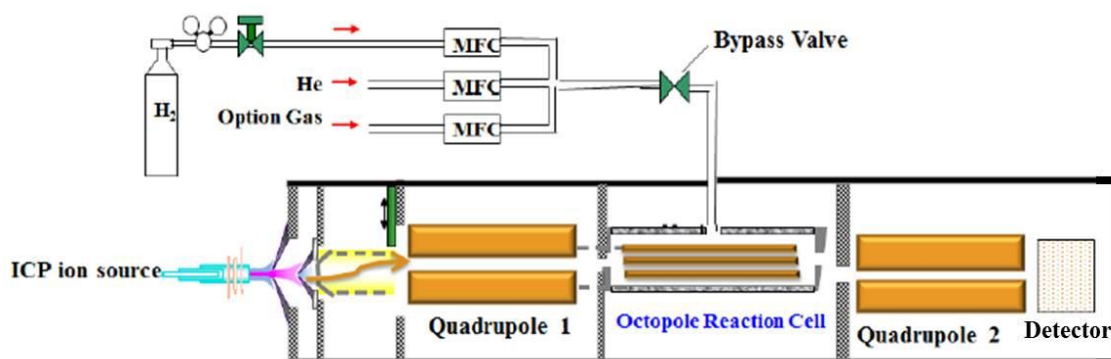 MFC
Bypass Valve
H2
He
MFC
Option Gas
MFC
ICP ion source
Quadrupole 1
Octopole Reaction Cell
Quadrupole 2
Detector